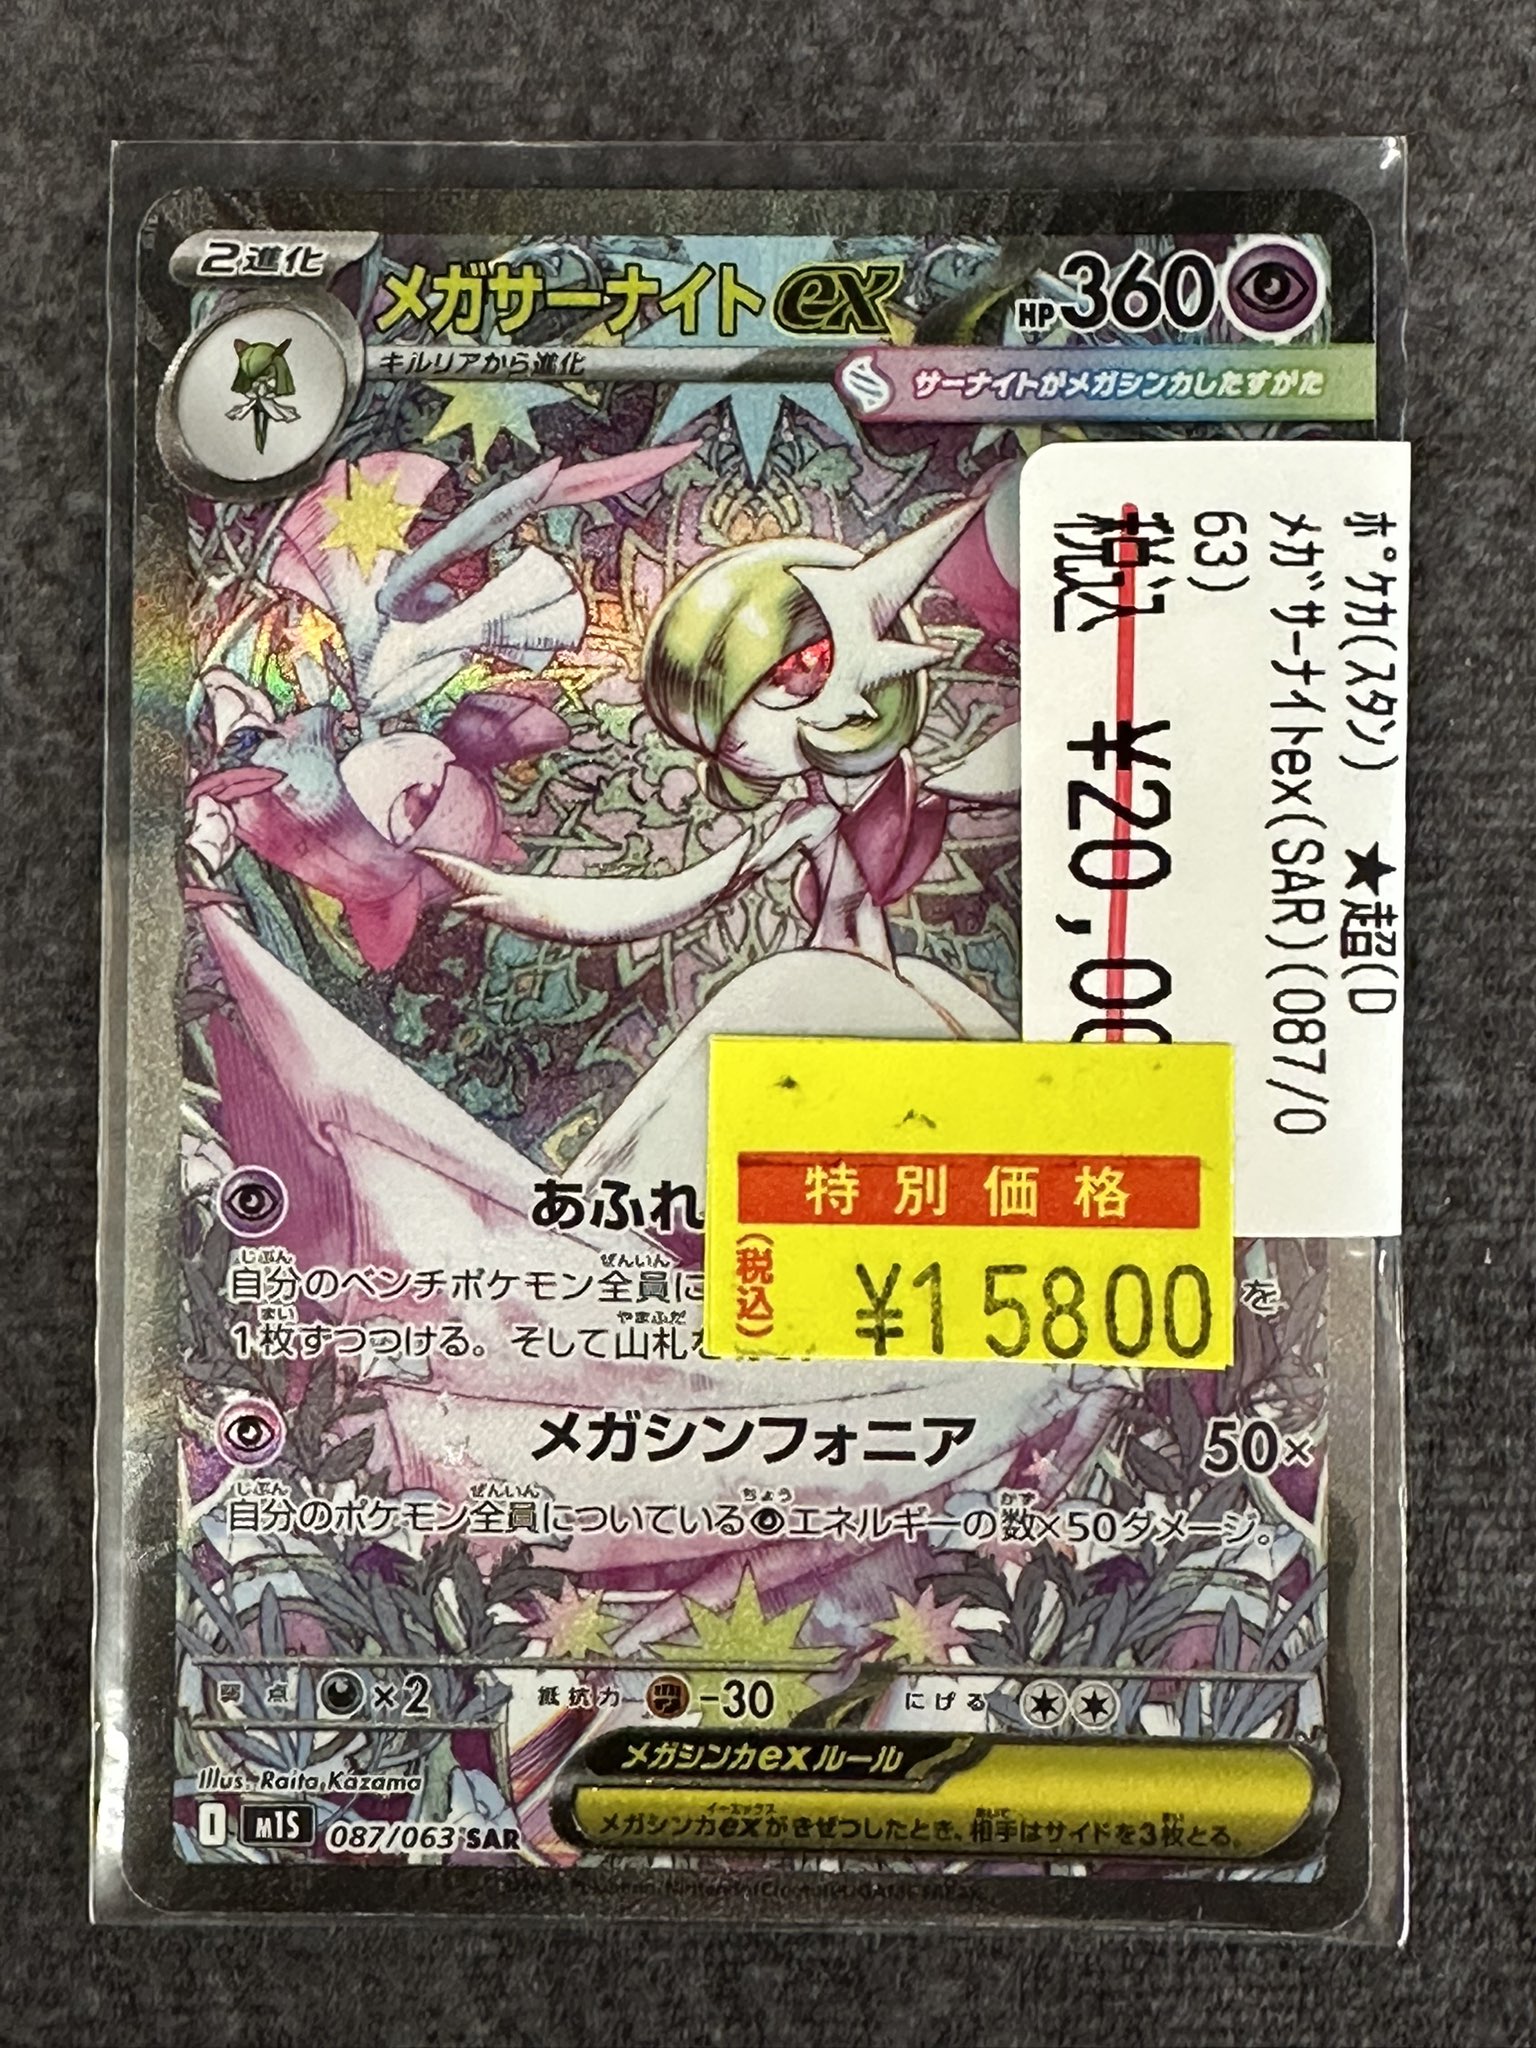 2進化
メガサーナイトex
HP360
キルリアから進化
サーナイトがメガシンカしたすがた
ポケカ(スタン) ★超(D
メガサーナイトex(SAR)(087/0
63)
税込 ¥20,00
特別価格
(税込)
¥15800
あふれ
自分のベンチポケモン全員に
を
1枚ずつつける。そして山札を
メガシンフォニア
50×
自分のポケモン全員についている エネルギーの数×50ダメージ。
弱点 ×2 抵抗力 -30 にげる
メガシンカexルール
メガシンカexがきぜつしたとき、相手はサイドを3枚とる。
Illus. Raita Kazama
I M1S 087/063 SAR